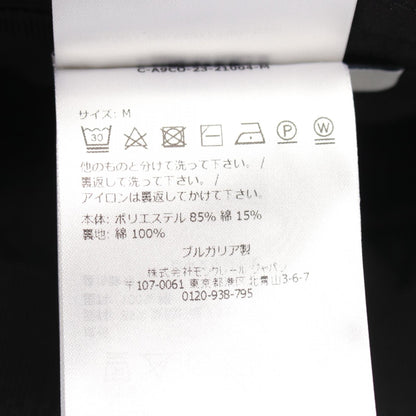 サイズ: M
30
P
W
他のものと分けて洗って下さい。/
裏返して洗って下さい。/
アイロンは裏返して下さい。
本体: ポリエステル 85% 綿 15%
裏地: 綿 100%
ブルガリア製
株式会社モンクレール ジャパン
〒107-0061 東京都港区 北青山 3-6-7
0120-938-795